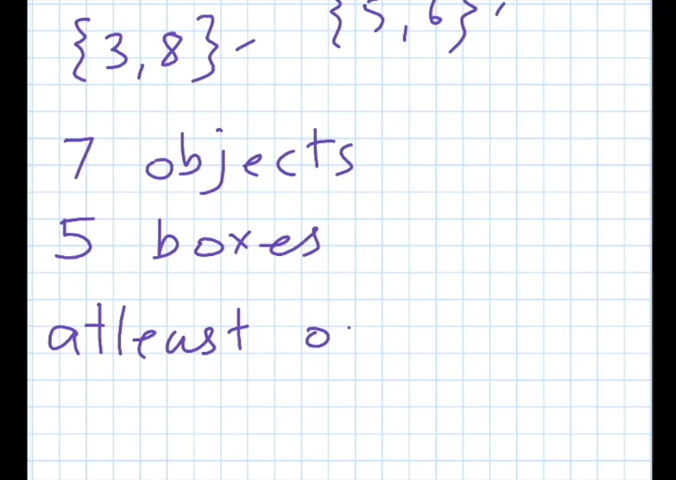 {3,8}- {5,6},
7 objects
5 boxes
atleast o